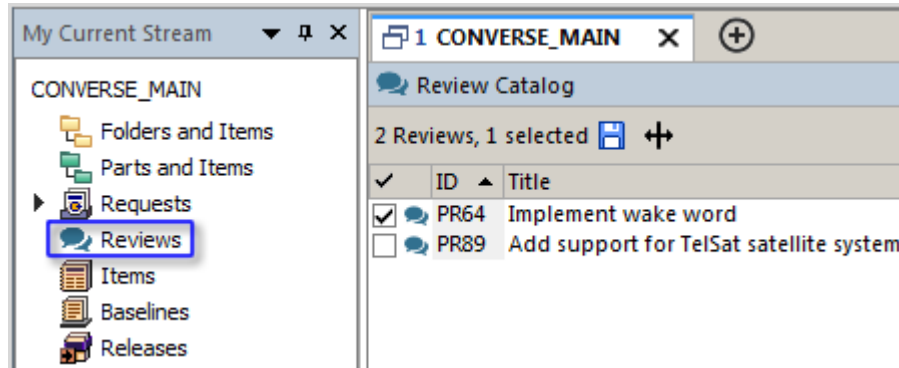 My Current Stream
CONVERSE_MAIN
Folders and Items
Parts and Items
Requests
Reviews
Items
Baselines
Releases
1 CONVERSE_MAIN
Review Catalog
2 Reviews, 1 selected
ID Title
PR64 Implement wake word
PR89 Add support for TelSat satellite system